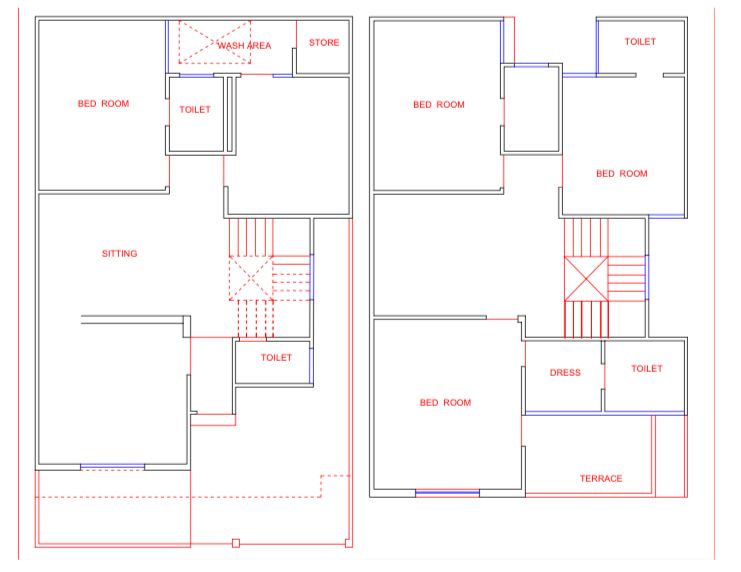 WASH AREA
STORE
BED ROOM
TOILET
SITTING
TOILET
TOILET
BED ROOM
BED ROOM
DRESS
TOILET
BED ROOM
TERRACE